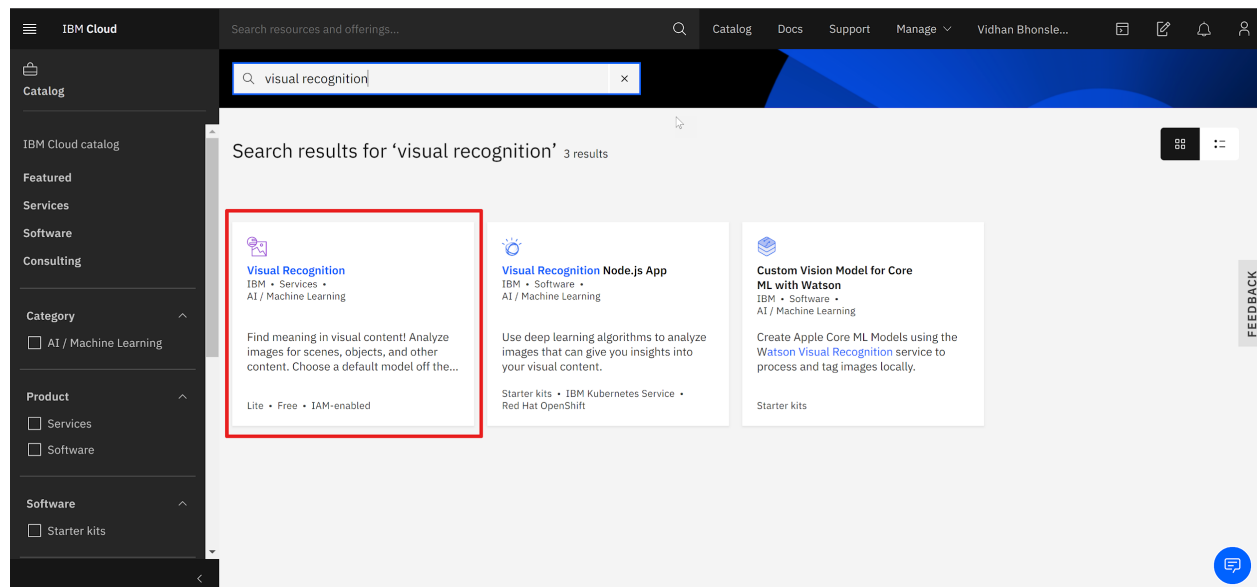 IBM Cloud
Search resources and offerings...
Catalog
Docs
Support
Manage
Vidhan Bhonsle...
Catalog
visual recognition
IBM Cloud catalog
Featured
Services
Software
Consulting
Category
AI / Machine Learning
Product
Services
Software
Software
Starter kits
Search results for ‘visual recognition’ 3 results
Visual Recognition
IBM • Services •
AI / Machine Learning
Find meaning in visual content! Analyze
images for scenes, objects, and other
content. Choose a default model off the...
Lite • Free • IAM-enabled
Visual Recognition Node.js App
IBM • Software •
AI / Machine Learning
Use deep learning algorithms to analyze
images that can give you insights into
your visual content.
Starter kits • IBM Kubernetes Service •
Red Hat OpenShift
Custom Vision Model for Core
ML with Watson
IBM • Software •
AI / Machine Learning
Create Apple Core ML Models using the
Watson Visual Recognition service to
process and tag images locally.
Starter kits
FEEDBACK